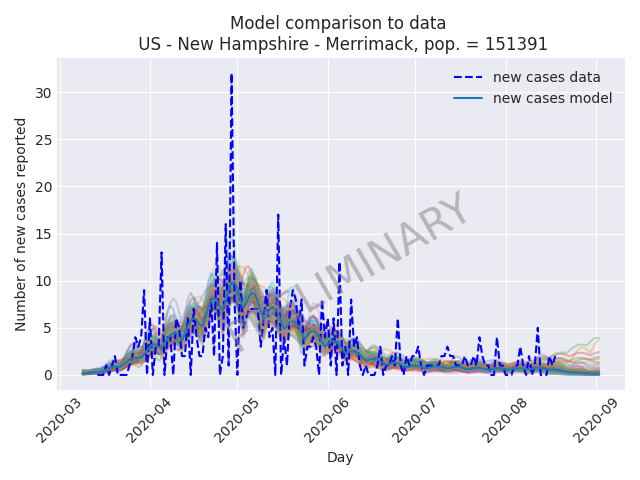 Model comparison to data
US - New Hampshire - Merrimack, pop. = 151391
new cases data
new cases model
Number of new cases reported
30
25
20
15
10
5
0
2020-03
2020-04
2020-05
2020-06
2020-07
2020-08
2020-09
Day